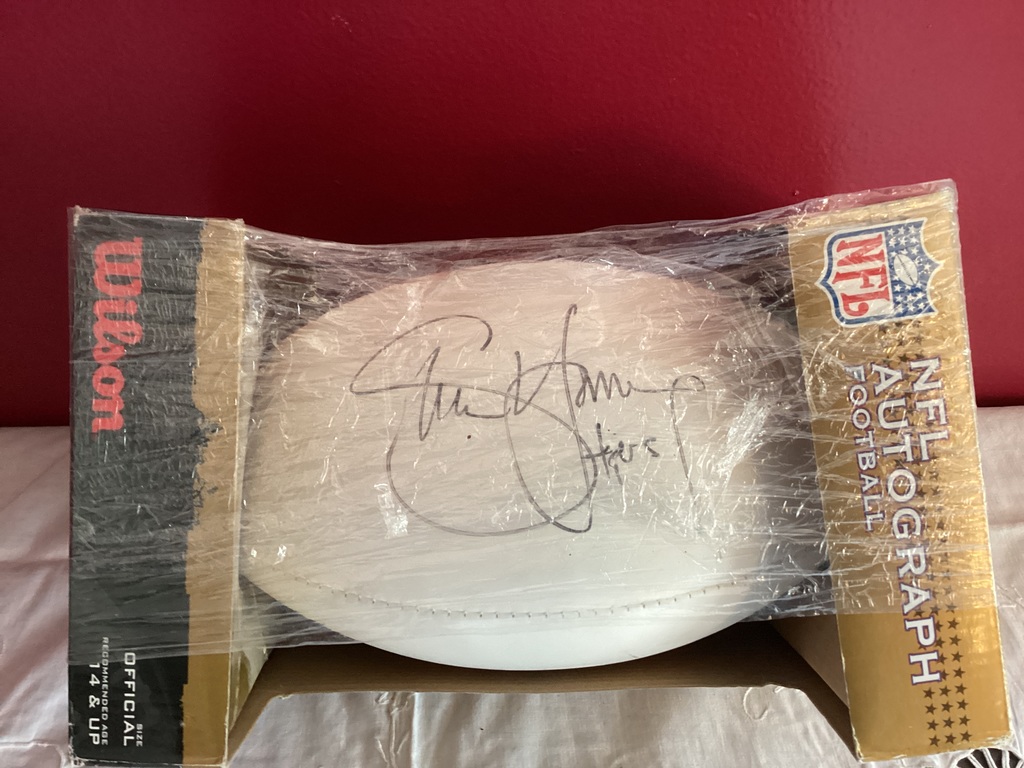 Wilson
OFFICIAL SIZE
RECOMMENDED AGE
14 & UP
NFL
NFL
AUTOGRAPH
FOOTBALL